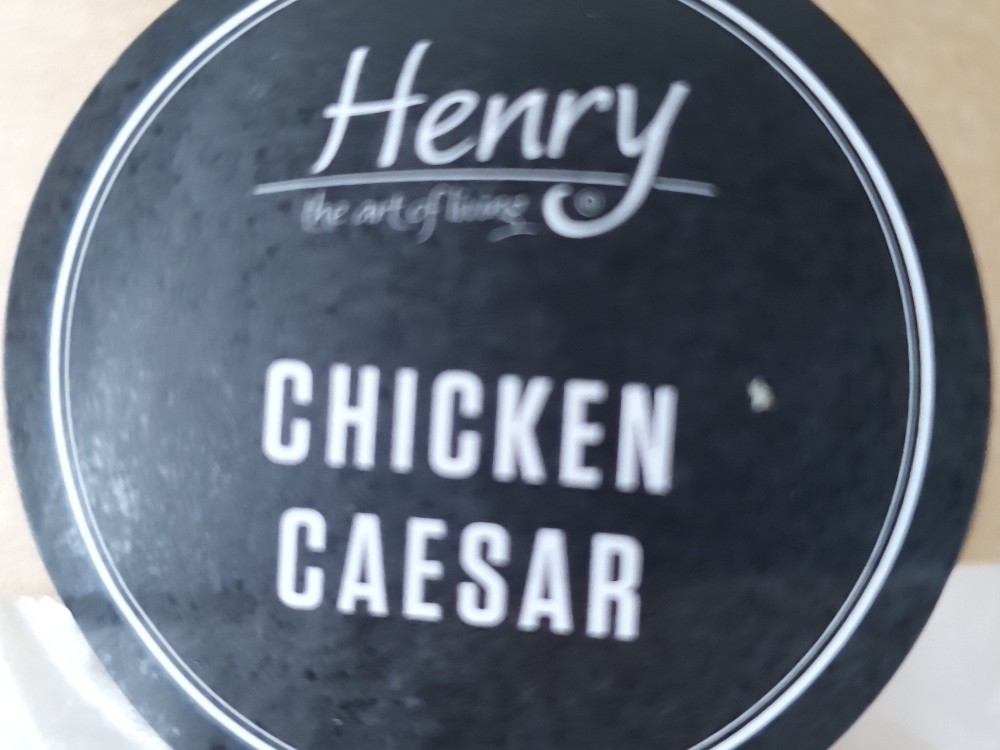 Henry
the art of living
CHICKEN
CAESAR